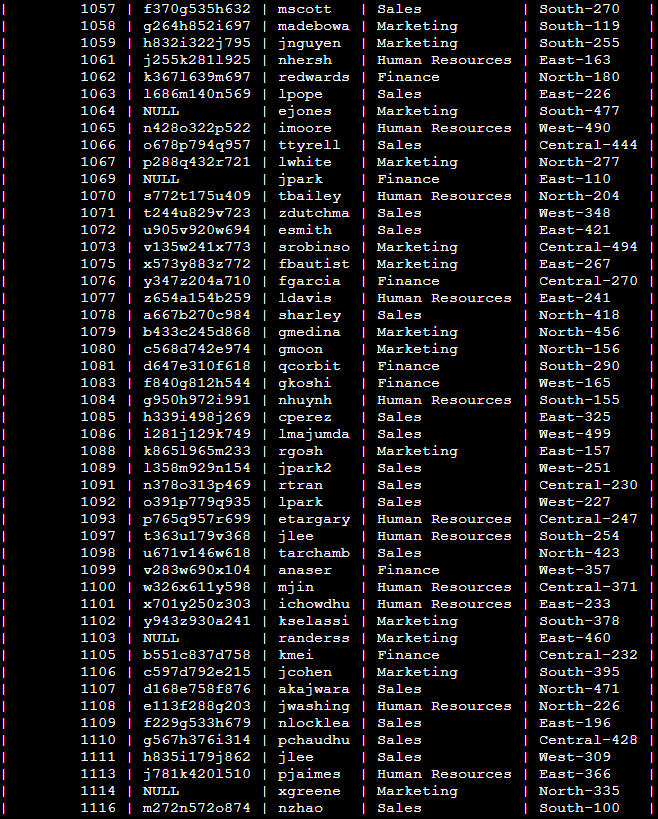 | 1057 | f370g535h632 | mscott | Sales | South-270 |
| 1058 | g264h852i697 | madebowa | Marketing | South-119 |
| 1059 | h832i322j795 | jnguyen | Marketing | South-255 |
| 1061 | j255k281l925 | nhersh | Human Resources | East-163 |
| 1062 | k367l639m697 | redwards | Finance | North-180 |
| 1063 | l686m140n569 | lpope | Sales | East-226 |
| 1064 | NULL | ejones | Marketing | South-477 |
| 1065 | n428o322p522 | imoore | Human Resources | West-490 |
| 1066 | o678p794q957 | ttyrell | Sales | Central-444 |
| 1067 | p288q432r721 | lwhite | Marketing | North-277 |
| 1069 | NULL | jpark | Finance | East-110 |
| 1070 | s772t175u409 | tbailey | Human Resources | North-204 |
| 1071 | t244u829v723 | zdutchma | Sales | West-348 |
| 1072 | u905v920w694 | esmith | Sales | East-421 |
| 1073 | v135w241x773 | srobinso | Marketing | Central-494 |
| 1075 | x573y883z772 | fbautist | Marketing | East-267 |
| 1076 | y347z204a710 | fgarcia | Finance | Central-270 |
| 1077 | z654a154b259 | ldavis | Human Resources | East-241 |
| 1078 | a667b270c984 | sharley | Sales | North-418 |
| 1079 | b433c245d868 | gmedina | Marketing | North-456 |
| 1080 | c568d742e974 | gmoon | Marketing | North-156 |
| 1081 | d647e310f618 | qcorbit | Finance | South-290 |
| 1083 | f840g812h544 | gkoshi | Finance | West-165 |
| 1084 | g950h972i991 | nhuynh | Human Resources | South-155 |
| 1085 | h339i498j269 | cperez | Sales | East-325 |
| 1086 | i281j129k749 | lmajumda | Sales | West-499 |
| 1088 | k865l965m233 | rgosh | Marketing | East-157 |
| 1089 | l358m929n154 | jpark2 | Sales | West-251 |
| 1091 | n378o313p469 | rtran | Sales | Central-230 |
| 1092 | o391p779q935 | lpark | Sales | West-227 |
| 1093 | p765q957r699 | etargary | Human Resources | Central-247 |
| 1097 | t363u179v368 | jlee | Human Resources | South-254 |
| 1098 | u671v146w618 | tarchamb | Sales | North-423 |
| 1099 | v283w690x104 | anaser | Finance | West-357 |
| 1100 | w326x611y598 | mjin | Human Resources | Central-371 |
| 1101 | x701y250z303 | ichowdhu | Human Resources | East-233 |
| 1102 | y943z930a241 | kselassi | Marketing | South-378 |
| 1103 | NULL | randerss | Marketing | East-460 |
| 1105 | b551c837d758 | kmei | Finance | Central-232 |
| 1106 | c597d792e215 | jcohen | Marketing | South-395 |
| 1107 | d168e758f876 | akajwara | Sales | North-471 |
| 1108 | e113f288g203 | jwashing | Human Resources | North-226 |
| 1109 | f229g533h679 | nlocklea | Sales | East-196 |
| 1110 | g567h376i314 | pchaudhu | Sales | Central-428 |
| 1111 | h835i179j862 | jlee | Sales | West-309 |
| 1113 | j781k420l510 | pjaimes | Human Resources | East-366 |
| 1114 | NULL | xgreene | Marketing | North-335 |
| 1116 | m272n572o874 | nzhao | Sales | South-100 |